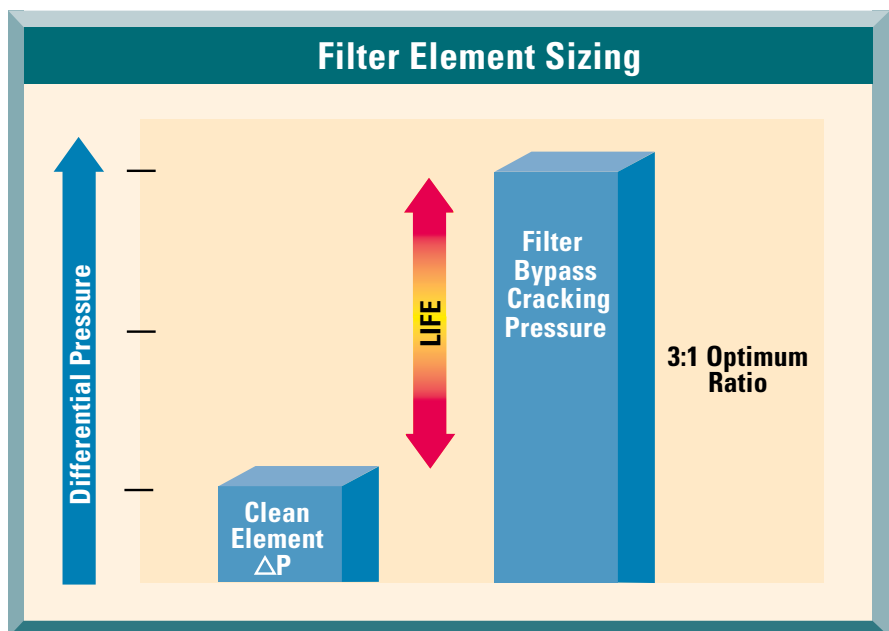 Filter Element Sizing
Differential Pressure
Clean
Element
△P
LIFE
Filter
Bypass
Cracking
Pressure
3:1 Optimum
Ratio